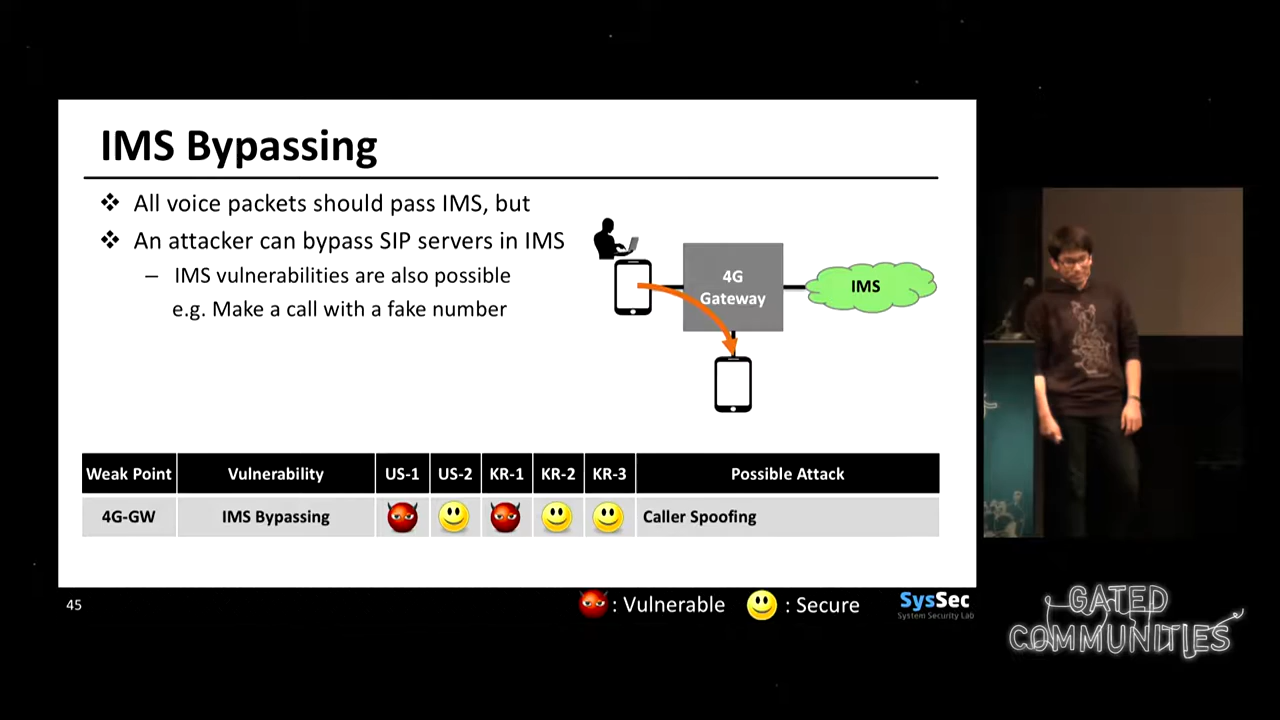 IMS Bypassing
❖ All voice packets should pass IMS, but
❖ An attacker can bypass SIP servers in IMS
– IMS vulnerabilities are also possible
e.g. Make a call with a fake number
4G
Gateway
IMS
Weak Point Vulnerability US-1 US-2 KR-1 KR-2 KR-3 Possible Attack
4G-GW IMS Bypassing Caller Spoofing
45
: Vulnerable : Secure
SysSec
System Security Lab
GATED
COMMUNITIES